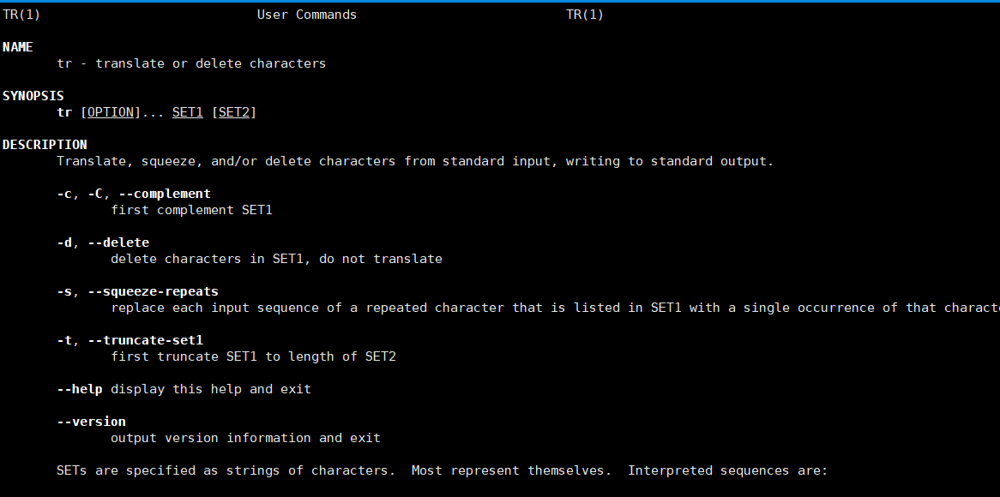 TR(1) User Commands TR(1)
NAME
tr - translate or delete characters
SYNOPSIS
tr [OPTION]... SET1 [SET2]
DESCRIPTION
Translate, squeeze, and/or delete characters from standard input, writing to standard output.
-c, -C, --complement
first complement SET1
-d, --delete
delete characters in SET1, do not translate
-s, --squeeze-repeats
replace each input sequence of a repeated character that is listed in SET1 with a single occurrence of that characte
-t, --truncate-set1
first truncate SET1 to length of SET2
--help display this help and exit
--version
output version information and exit
SETs are specified as strings of characters.  Most represent themselves.  Interpreted sequences are: